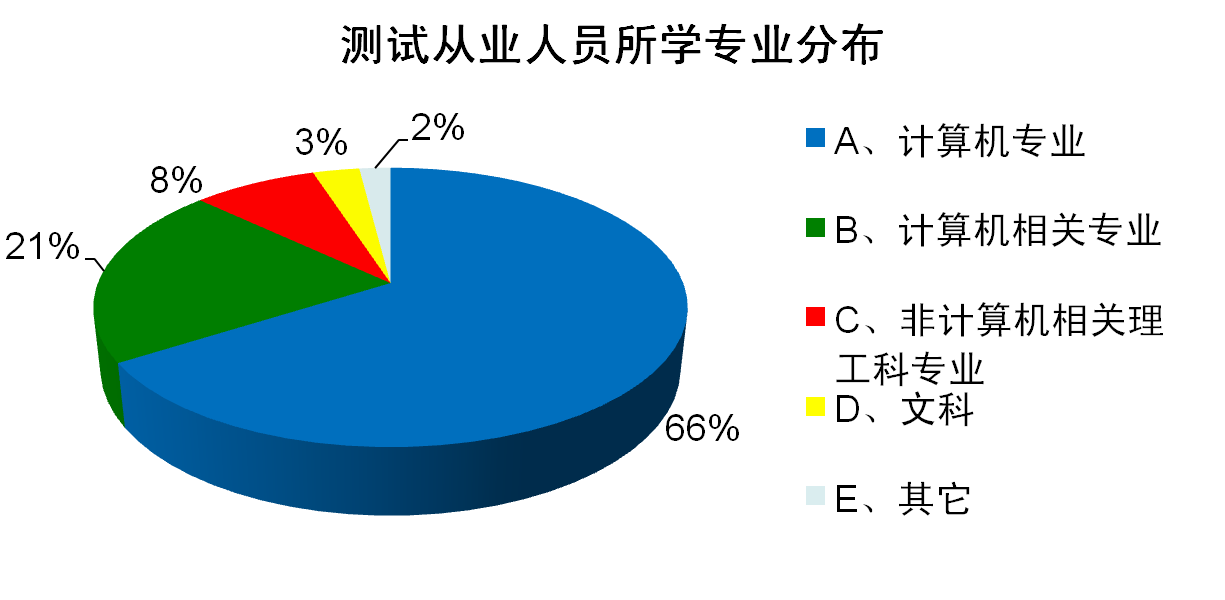 测试从业人员所学专业分布
2%
3%
8%
21%
66%
A、计算机专业
B、计算机相关专业
C、非计算机相关理
工科专业
D、文科
E、其它